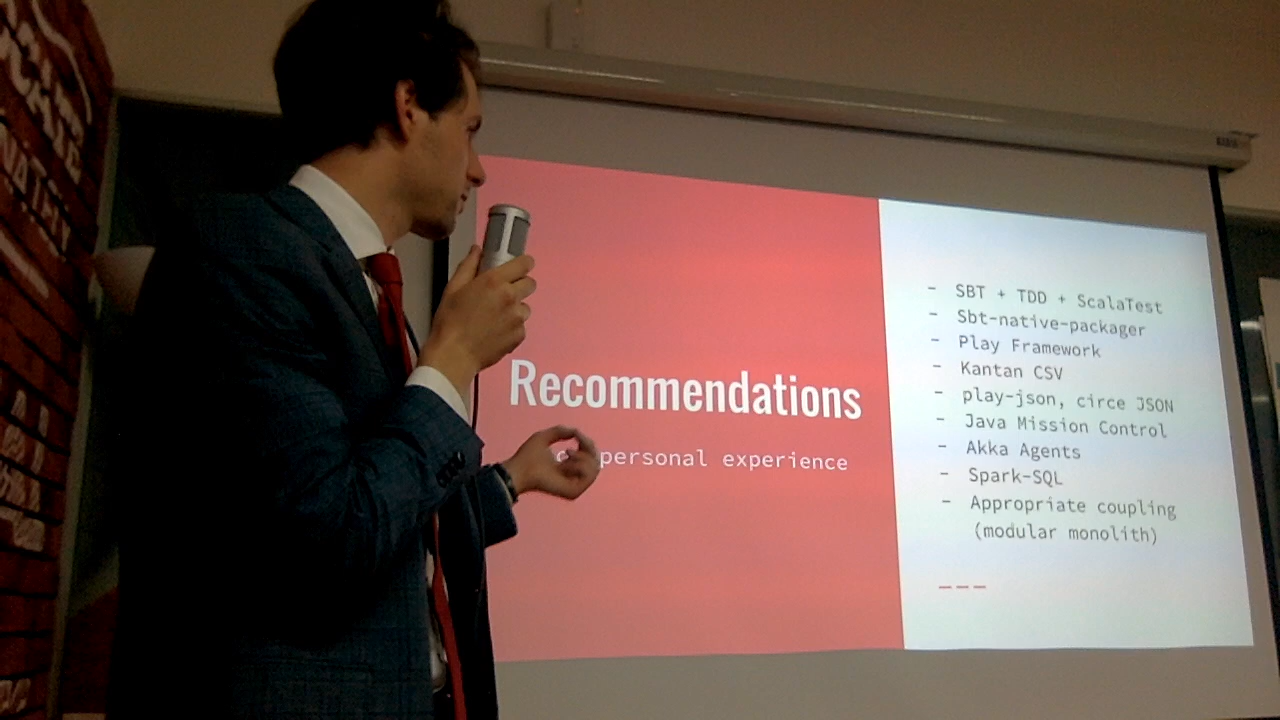 Recommendations
personal experience
- SBT + TDD + ScalaTest
- Sbt-native-packager
- Play Framework
- Kantan CSV
- play-json, circe JSON
- Java Mission Control
- Akka Agents
- Spark-SQL
- Appropriate coupling
(modular monolith)